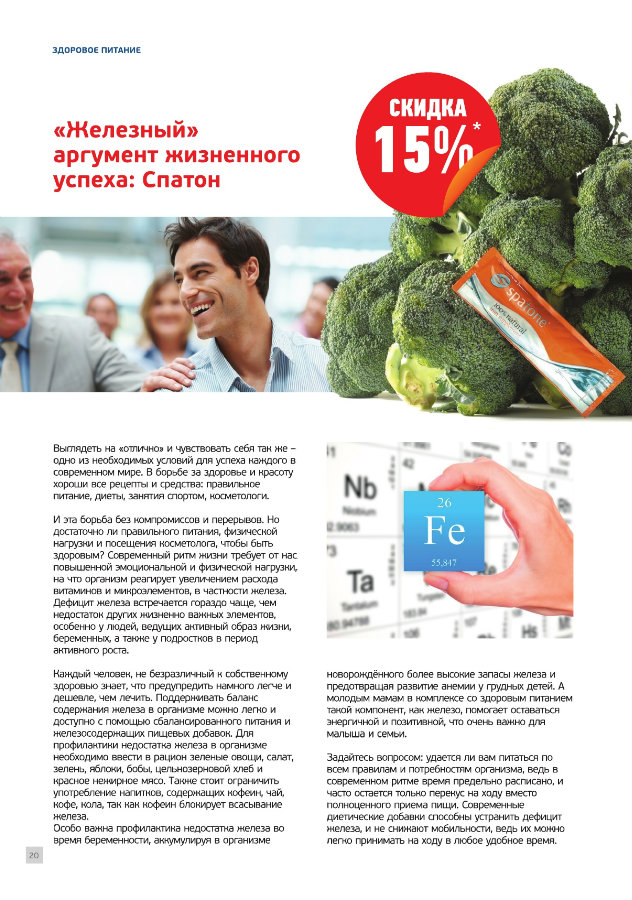 ЗДОРОВОЕ ПИТАНИЕ
«Железный»
аргумент жизненного
успеха: Спатон
СКИДКА
15%*
spatone
100% natural
Выглядеть на «отлично» и чувствовать себя так же –
одно из необходимых условий для успеха каждого в
современном мире. В борьбе за здоровье и красоту
хороши все рецепты и средства: правильное
питание, диеты, занятия спортом, косметологи.
И эта борьба без компромиссов и перерывов. Но
достаточно ли правильного питания, физической
нагрузки и посещения косметолога, чтобы быть
здоровым? Современный ритм жизни требует от нас
повышенной эмоциональной и физической нагрузки,
на что организм реагирует увеличением расхода
витаминов и микроэлементов, в частности железа.
Дефицит железа встречается гораздо чаще, чем
недостаток других жизненно важных элементов,
особенно у людей, ведущих активный образ жизни,
беременных, а также у подростков в период
активного роста.
Каждый человек, не безразличный к собственному
здоровью знает, что предупредить намного легче и
дешевле, чем лечить. Поддерживать баланс
содержания железа в организме можно легко и
доступно с помощью сбалансированного питания и
железосодержащих пищевых добавок. Для
профилактики недостатка железа в организме
необходимо ввести в рацион зеленые овощи, салат,
зелень, яблоки, бобы, цельнозерновой хлеб и
красное нежирное мясо. Также стоит ограничить
употребление напитков, содержащих кофеин, чай,
кофе, кола, так как кофеин блокирует всасывание
железа.
Особо важна профилактика недостатка железа во
время беременности, аккумулируя в организме
42
Nb
Niobium
92.9063
Ta
Tantalum
180.94788
183.84
Hs
26
Fe
55,847
новорождённого более высокие запасы железа и
предотвращая развитие анемии у грудных детей. А
молодым мамам в комплексе со здоровым питанием
такой компонент, как железо, помогает оставаться
энергичной и позитивной, что очень важно для
малыша и семьи.
Задайтесь вопросом: удается ли вам питаться по
всем правилам и потребностям организма, ведь в
современном ритме время предельно расписано, и
часто остается только перекус на ходу вместо
полноценного приема пищи. Современные
диетические добавки способны устранить дефицит
железа, и не снижают мобильности, ведь их можно
легко принимать на ходу в любое удобное время.
20